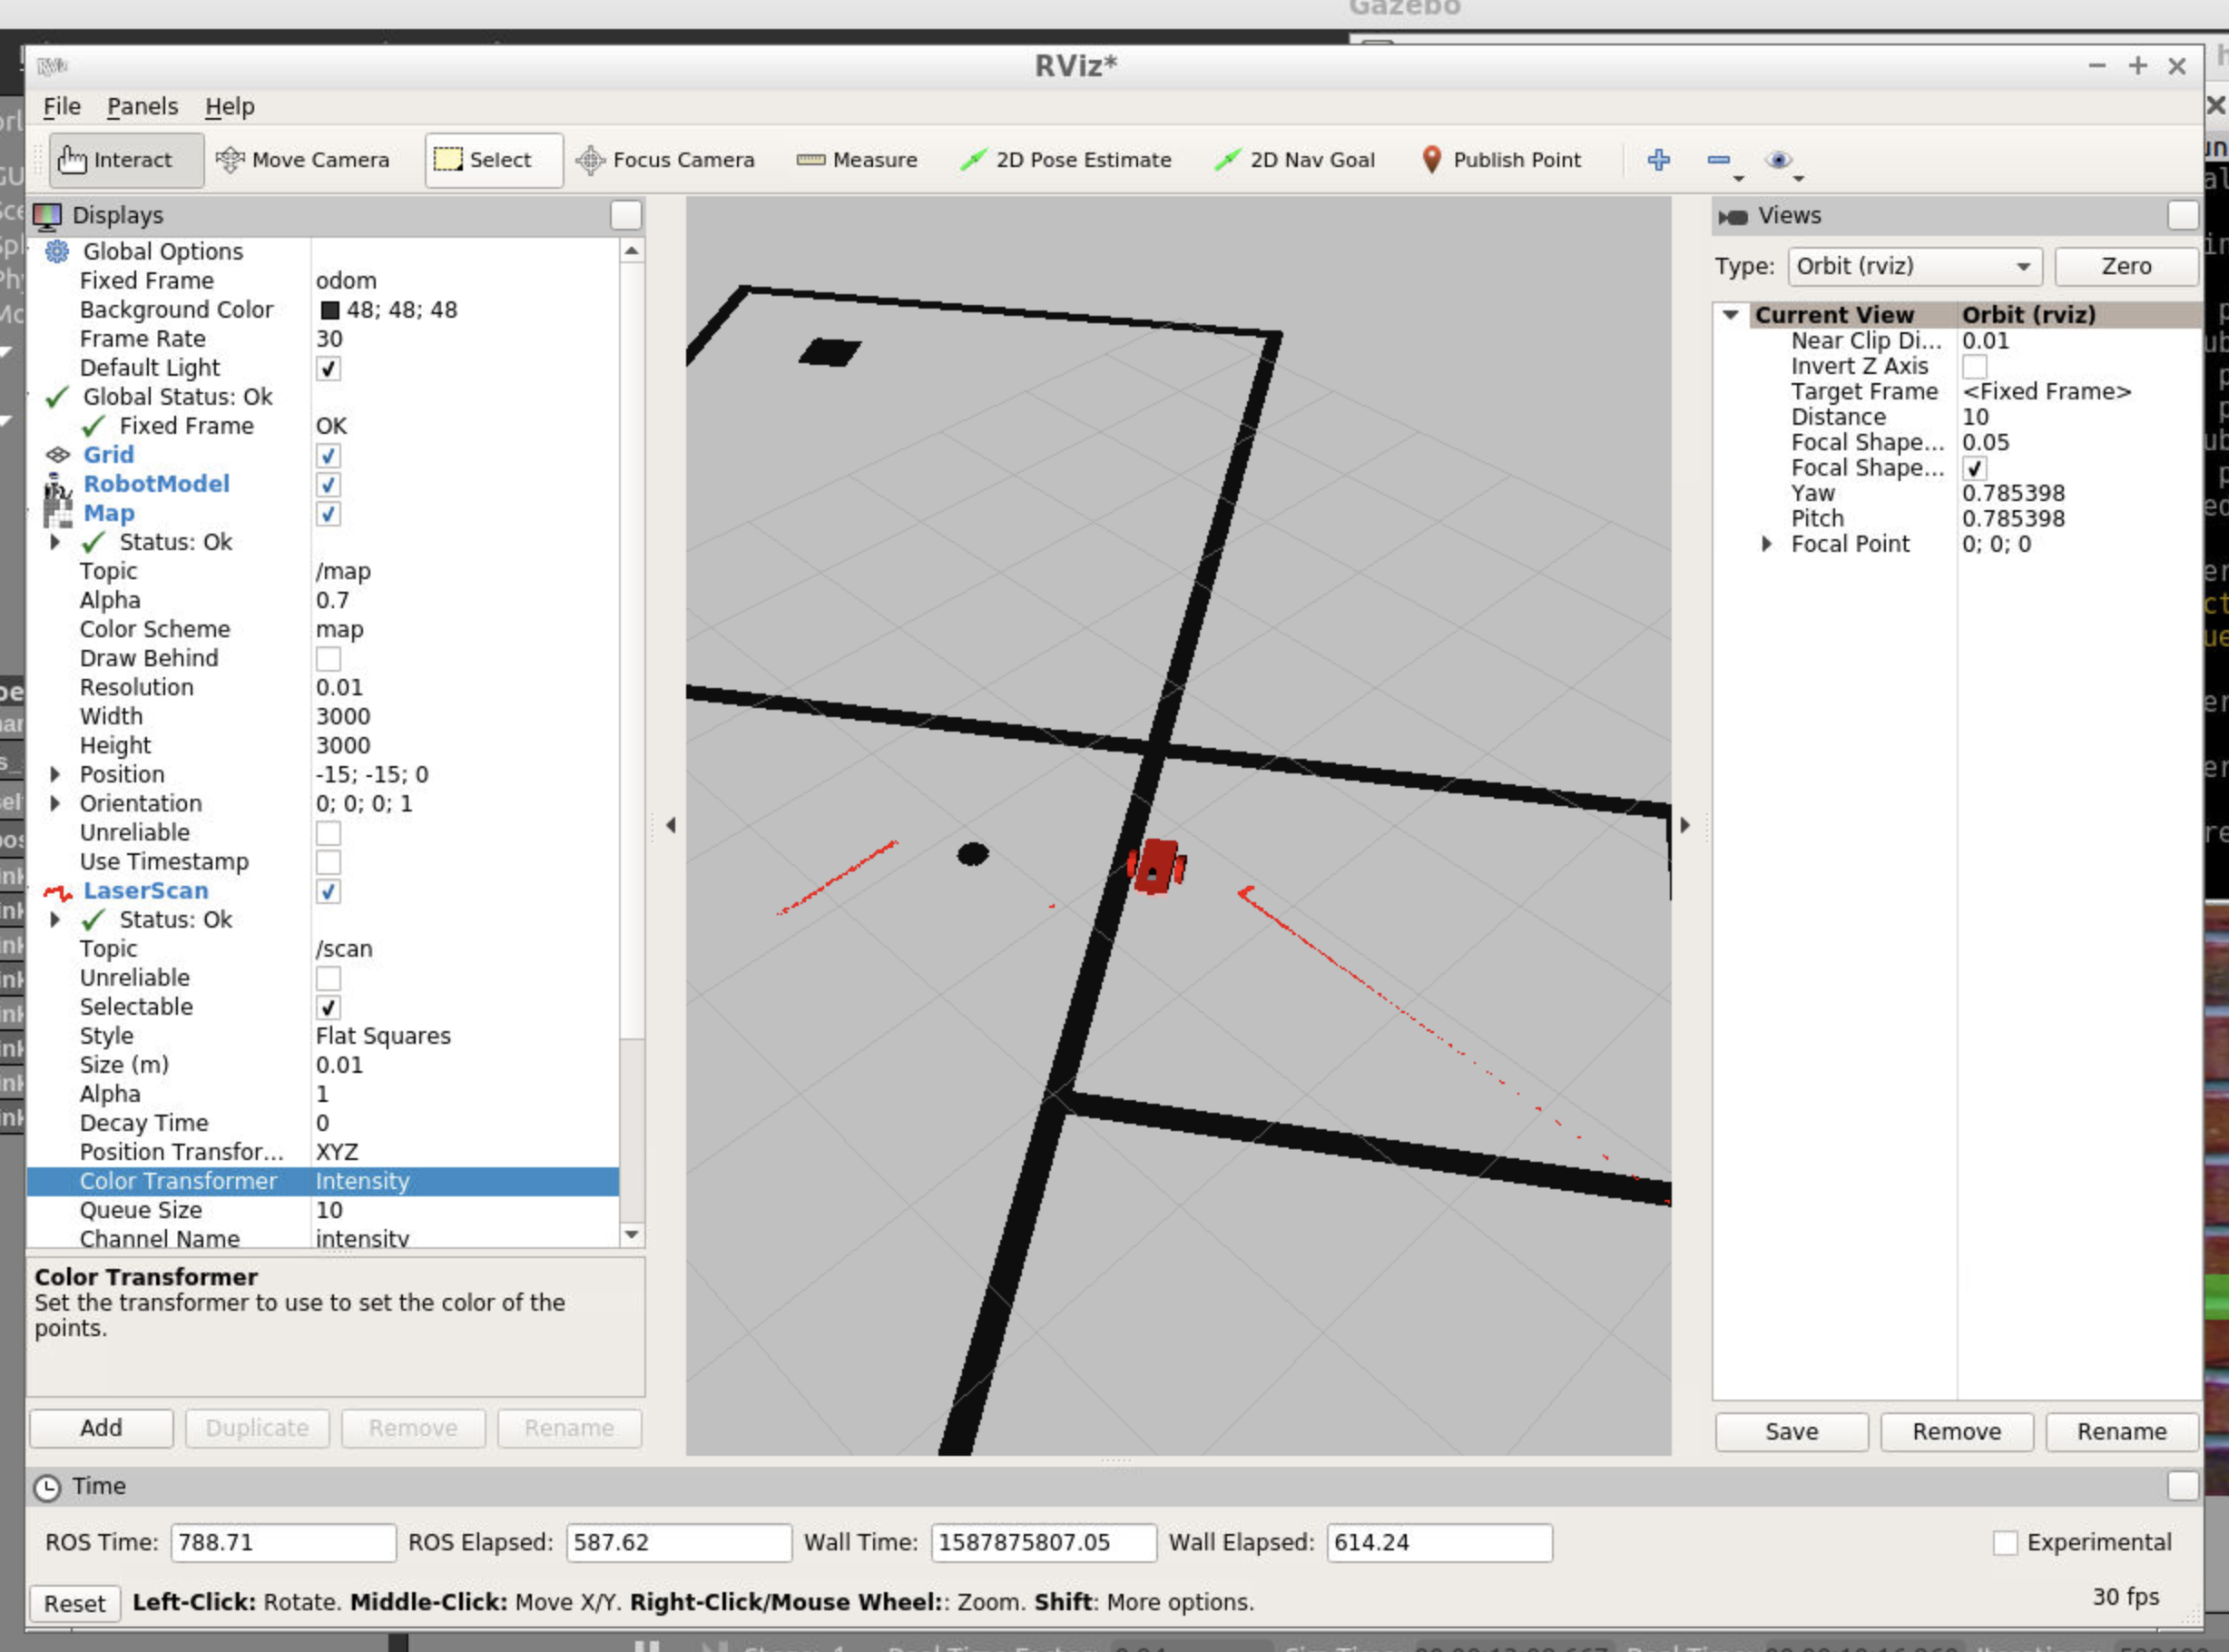 Gazebo
RViz*
File Panels Help
Interact Move Camera Select Focus Camera Measure 2D Pose Estimate 2D Nav Goal Publish Point
Displays
Global Options
Fixed Frame odom
Background Color 48; 48; 48
Frame Rate 30
Default Light
Global Status: Ok
Fixed Frame OK
Grid
RobotModel
Map
Status: Ok
Topic /map
Alpha 0.7
Color Scheme map
Draw Behind
Resolution 0.01
Width 3000
Height 3000
Position -15; -15; 0
Orientation 0; 0; 0; 1
Unreliable
Use Timestamp
LaserScan
Status: Ok
Topic /scan
Unreliable
Selectable
Style Flat Squares
Size (m) 0.01
Alpha 1
Decay Time 0
Position Transfor... XYZ
Color Transformer Intensity
Queue Size 10
Channel Name intensity
Color Transformer
Set the transformer to use to set the color of the
points.
Add Duplicate Remove Rename
Views
Type: Orbit (rviz) Zero
Current View Orbit (rviz)
Near Clip Di... 0.01
Invert Z Axis
Target Frame <Fixed Frame>
Distance 10
Focal Shape... 0.05
Focal Shape...
Yaw 0.785398
Pitch 0.785398
Focal Point 0; 0; 0
Save Remove Rename
Time
ROS Time: 788.71 ROS Elapsed: 587.62 Wall Time: 1587875807.05 Wall Elapsed: 614.24 Experimental
Reset Left-Click: Rotate. Middle-Click: Move X/Y. Right-Click/Mouse Wheel:: Zoom. Shift: More options. 30 fps